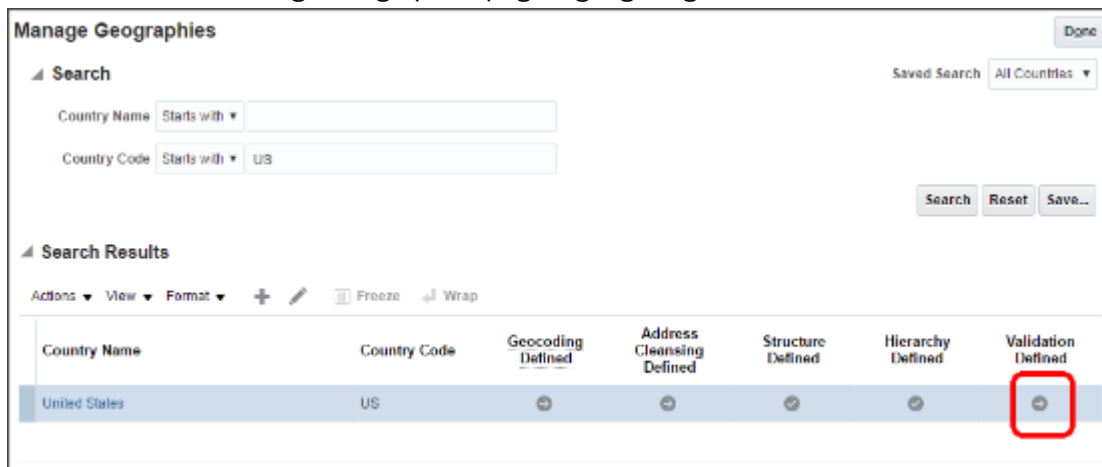 Manage Geographies Done
Search Saved Search All Countries
Country Name Starts with
Country Code Starts with US
Search Reset Save...
Search Results
Actions View Format Freeze Wrap
Country Name Country Code Geocoding Defined Address Cleansing Defined Structure Defined Hierarchy Defined Validation Defined
United States US